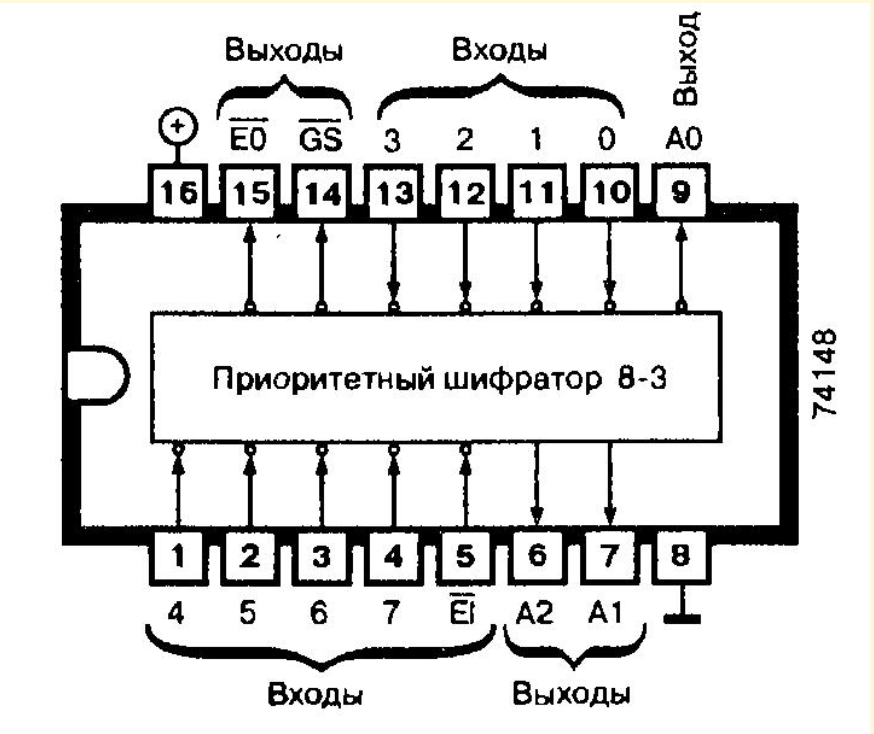 Выходы Входы Выход
E0 GS 3 2 1 0 A0
+
16 15 14 13 12 11 10 9
Приоритетный шифратор 8-3
74148
1 2 3 4 5 6 7 8
4 5 6 7 EI A2 A1
Входы Выходы